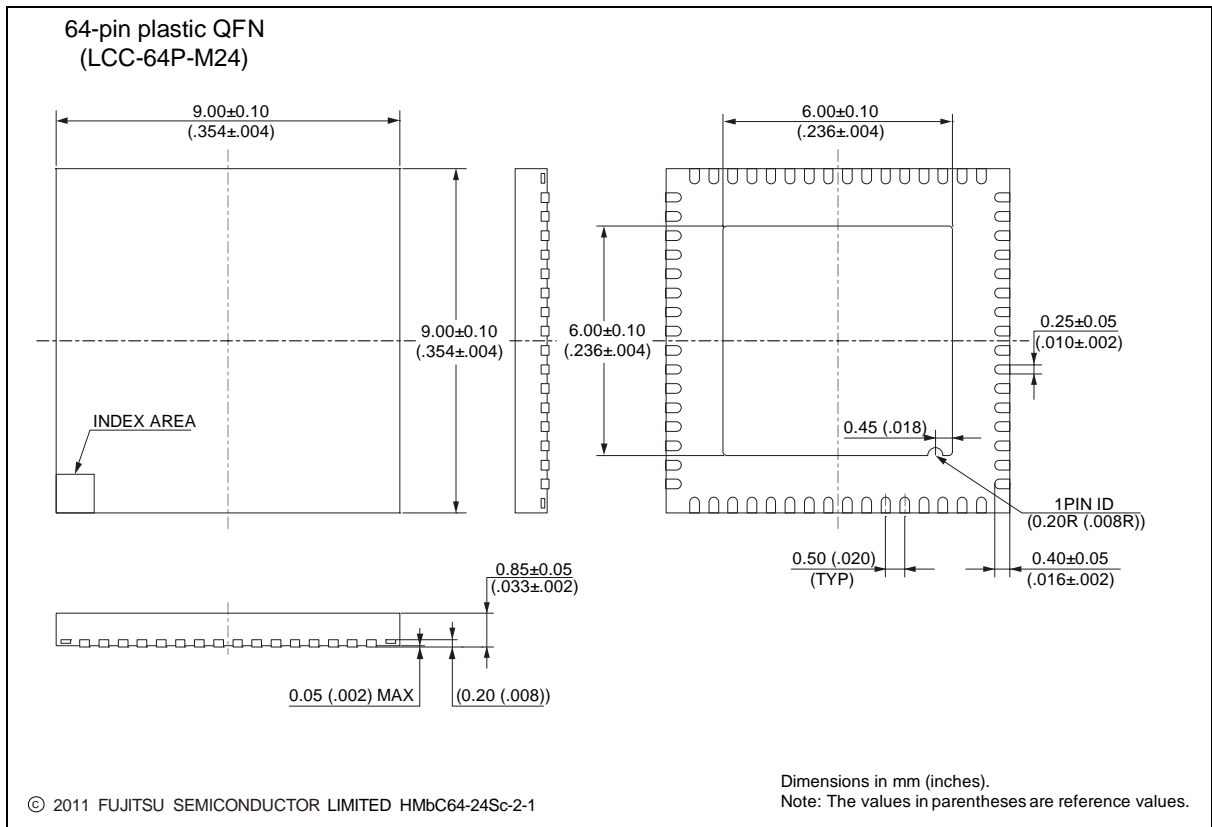 64-pin plastic QFN
(LCC-64P-M24)
9.00±0.10
(.354±.004)
6.00±0.10
(.236±.004)
9.00±0.10
(.354±.004)
6.00±0.10
(.236±.004)
0.25±0.05
(.010±.002)
INDEX AREA
0.45 (.018)
1PIN ID
(0.20R (.008R))
0.50 (.020)
(TYP)
0.40±0.05
(.016±.002)
0.85±0.05
(.033±.002)
0.05 (.002) MAX
(0.20 (.008))
Dimensions in mm (inches).
Note: The values in parentheses are reference values.
© 2011 FUJITSU SEMICONDUCTOR LIMITED HMbC64-24Sc-2-1